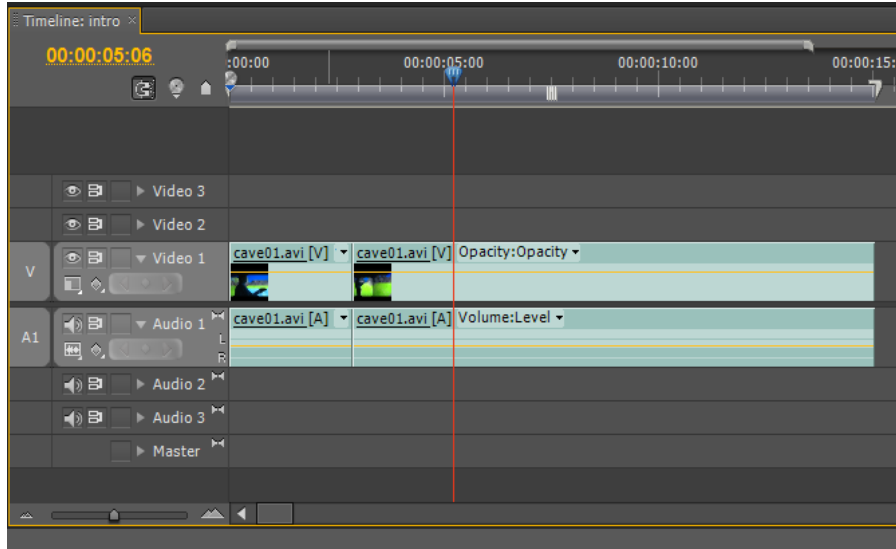 Timeline: intro ×
00:00:05:06
:00:00 00:00:05:00 00:00:10:00 00:00:15:
Video 3
Video 2
V Video 1 cave01.avi [V] cave01.avi [V] Opacity:Opacity
A1 Audio 1 cave01.avi [A] cave01.avi [A] Volume:Level
L
R
Audio 2
Audio 3
Master